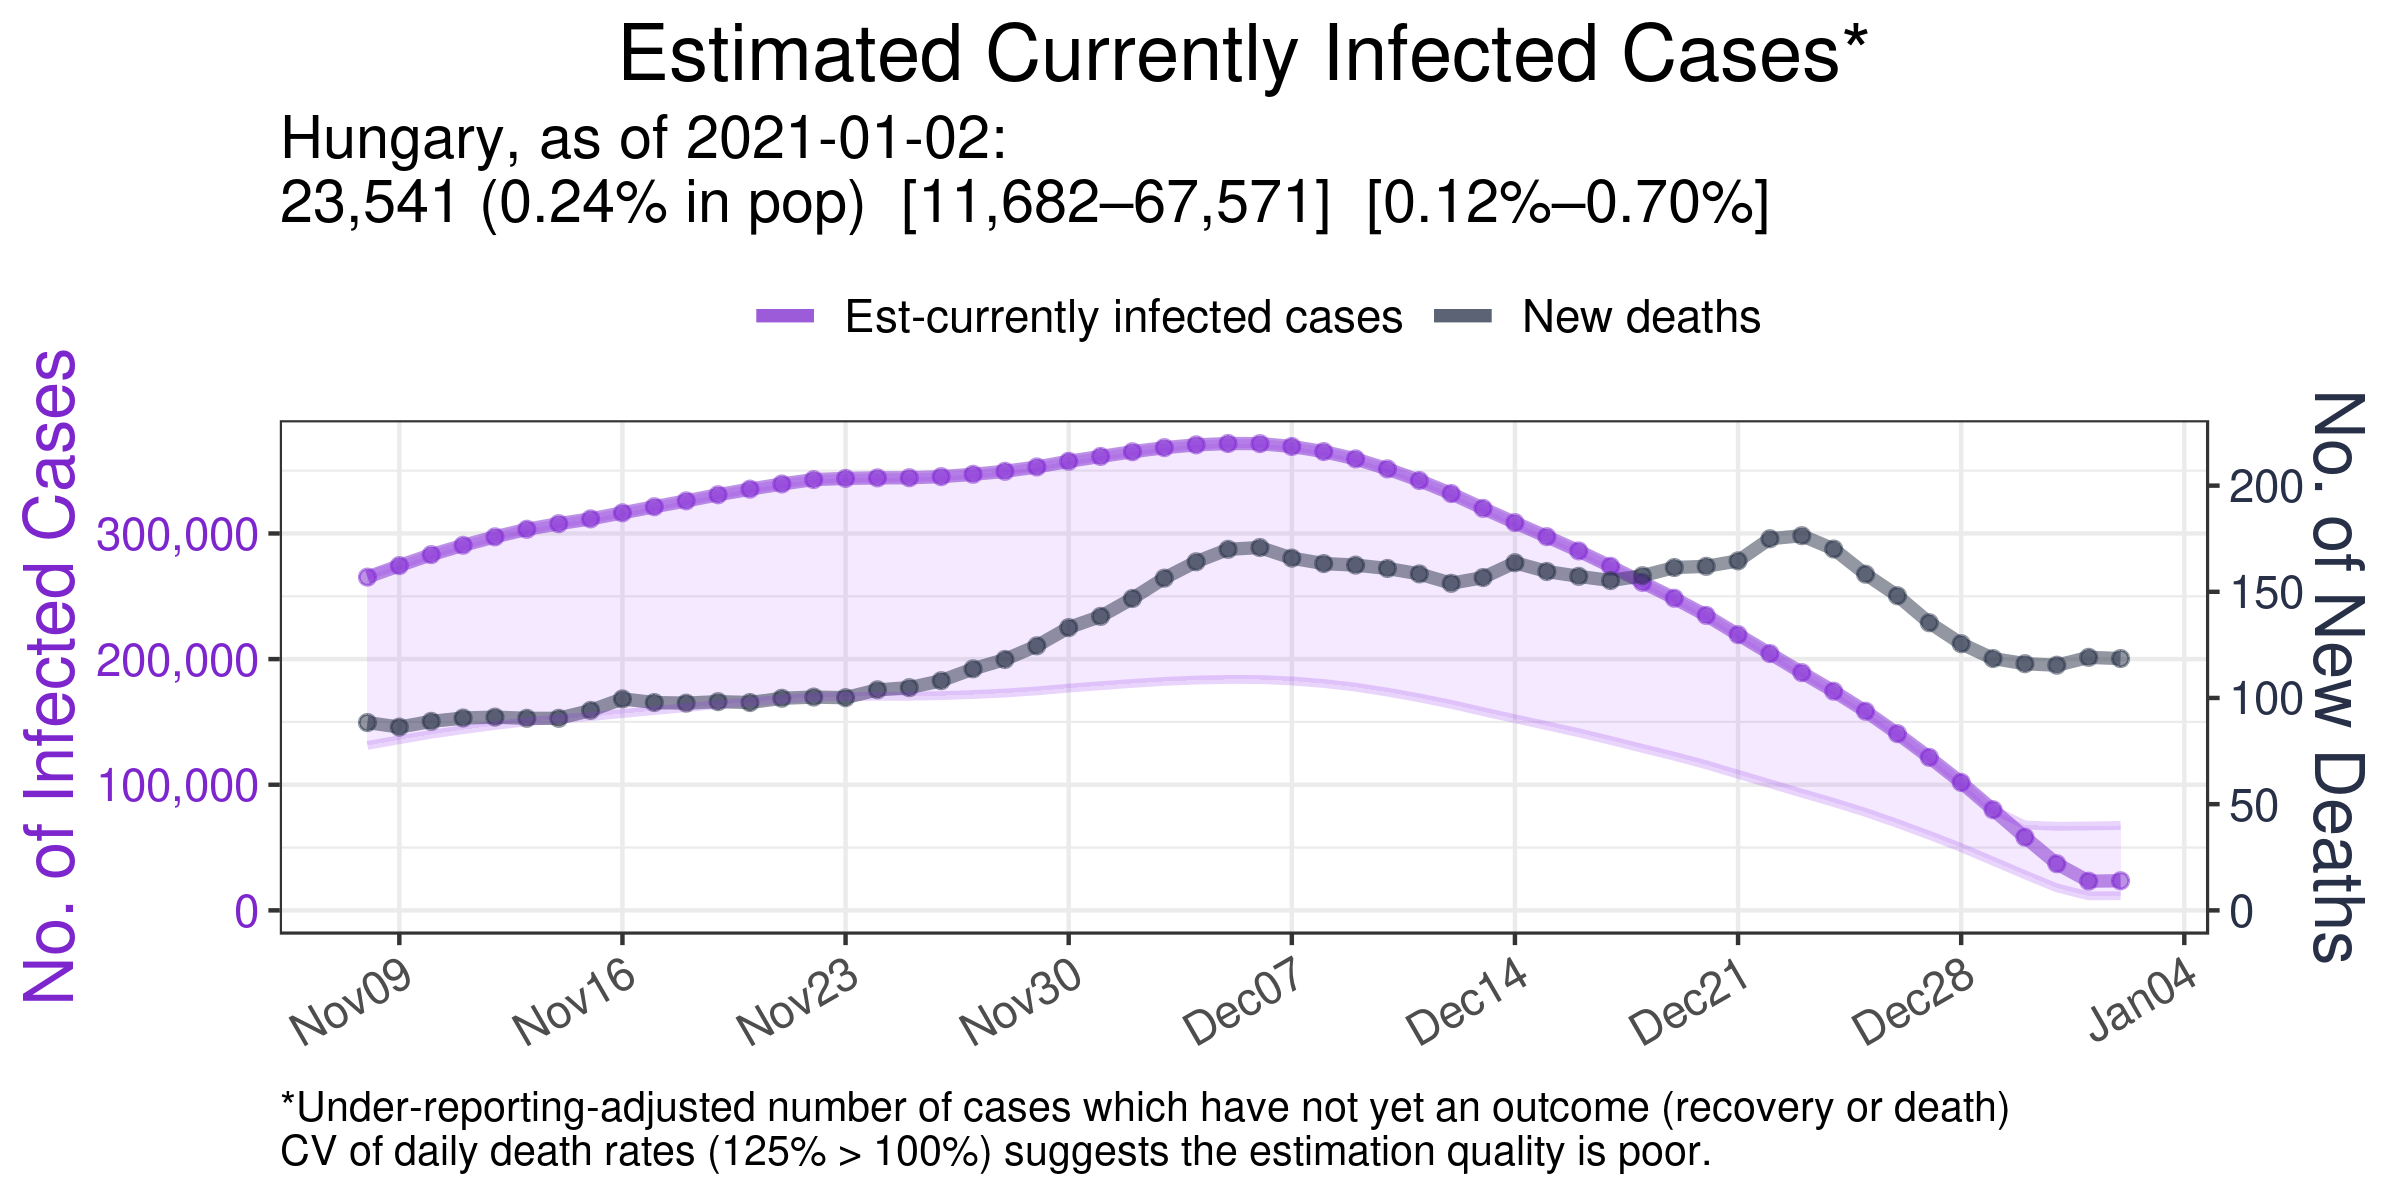 Estimated Currently Infected Cases*
Hungary, as of 2021-01-02:
23,541 (0.24% in pop)  [11,682–67,571]  [0.12%–0.70%]
Est-currently infected cases
New deaths
No. of Infected Cases
300,000
200,000
100,000
0
No. of New Deaths
200
150
100
50
0
Nov09
Nov16
Nov23
Nov30
Dec07
Dec14
Dec21
Dec28
Jan04
*Under-reporting-adjusted number of cases which have not yet an outcome (recovery or death)
CV of daily death rates (125% > 100%) suggests the estimation quality is poor.